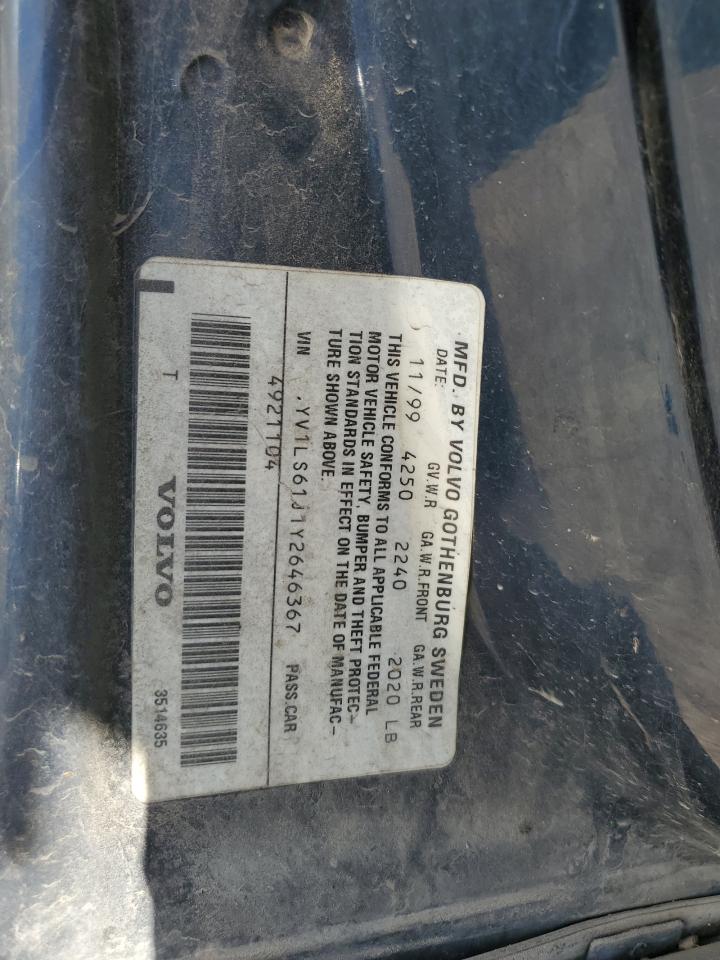 MFD. BY VOLVO GOTHENBURG SWEDEN
DATE: GV.W.R GA.W.R.FRONT GA.W.R.REAR
11/99 4250 2240 2020 LB
THIS VEHICLE CONFORMS TO ALL APPLICABLE FEDERAL
MOTOR VEHICLE SAFETY, BUMPER AND THEFT PROTEC-
TION STANDARDS IN EFFECT ON THE DATE OF MANUFAC-
TURE SHOWN ABOVE.
VIN .YV1LS61J1Y2646367 PASS.CAR
4921104
T VOLVO 3514635